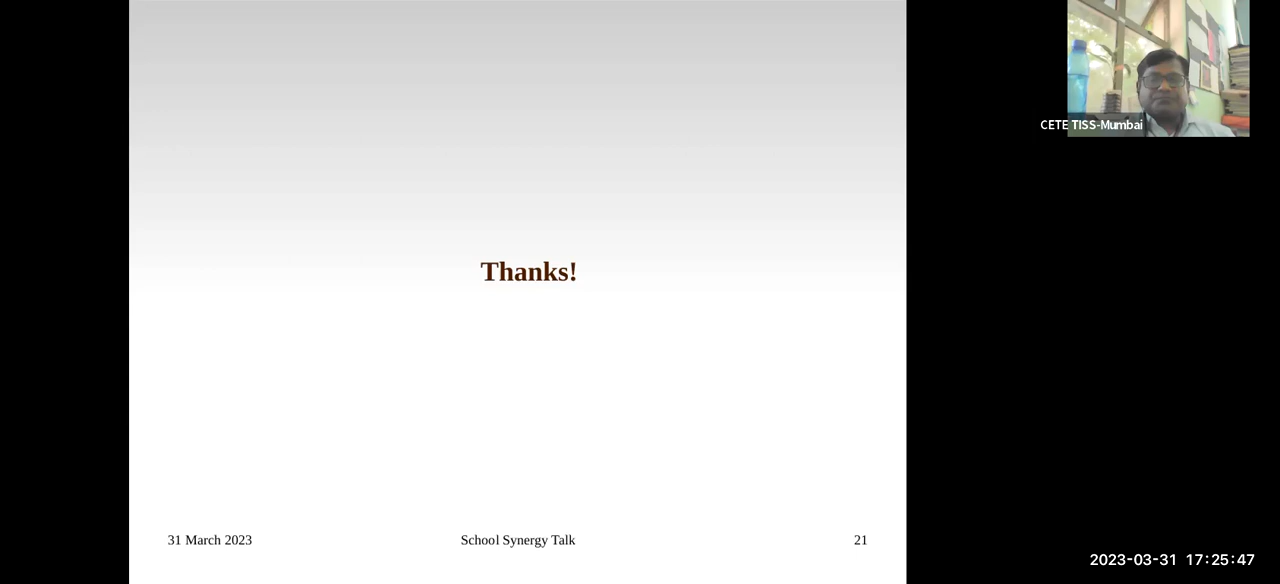 CETE TISS-Mumbai
Thanks!
31 March 2023
School Synergy Talk
21
2023-03-31 17:25:47